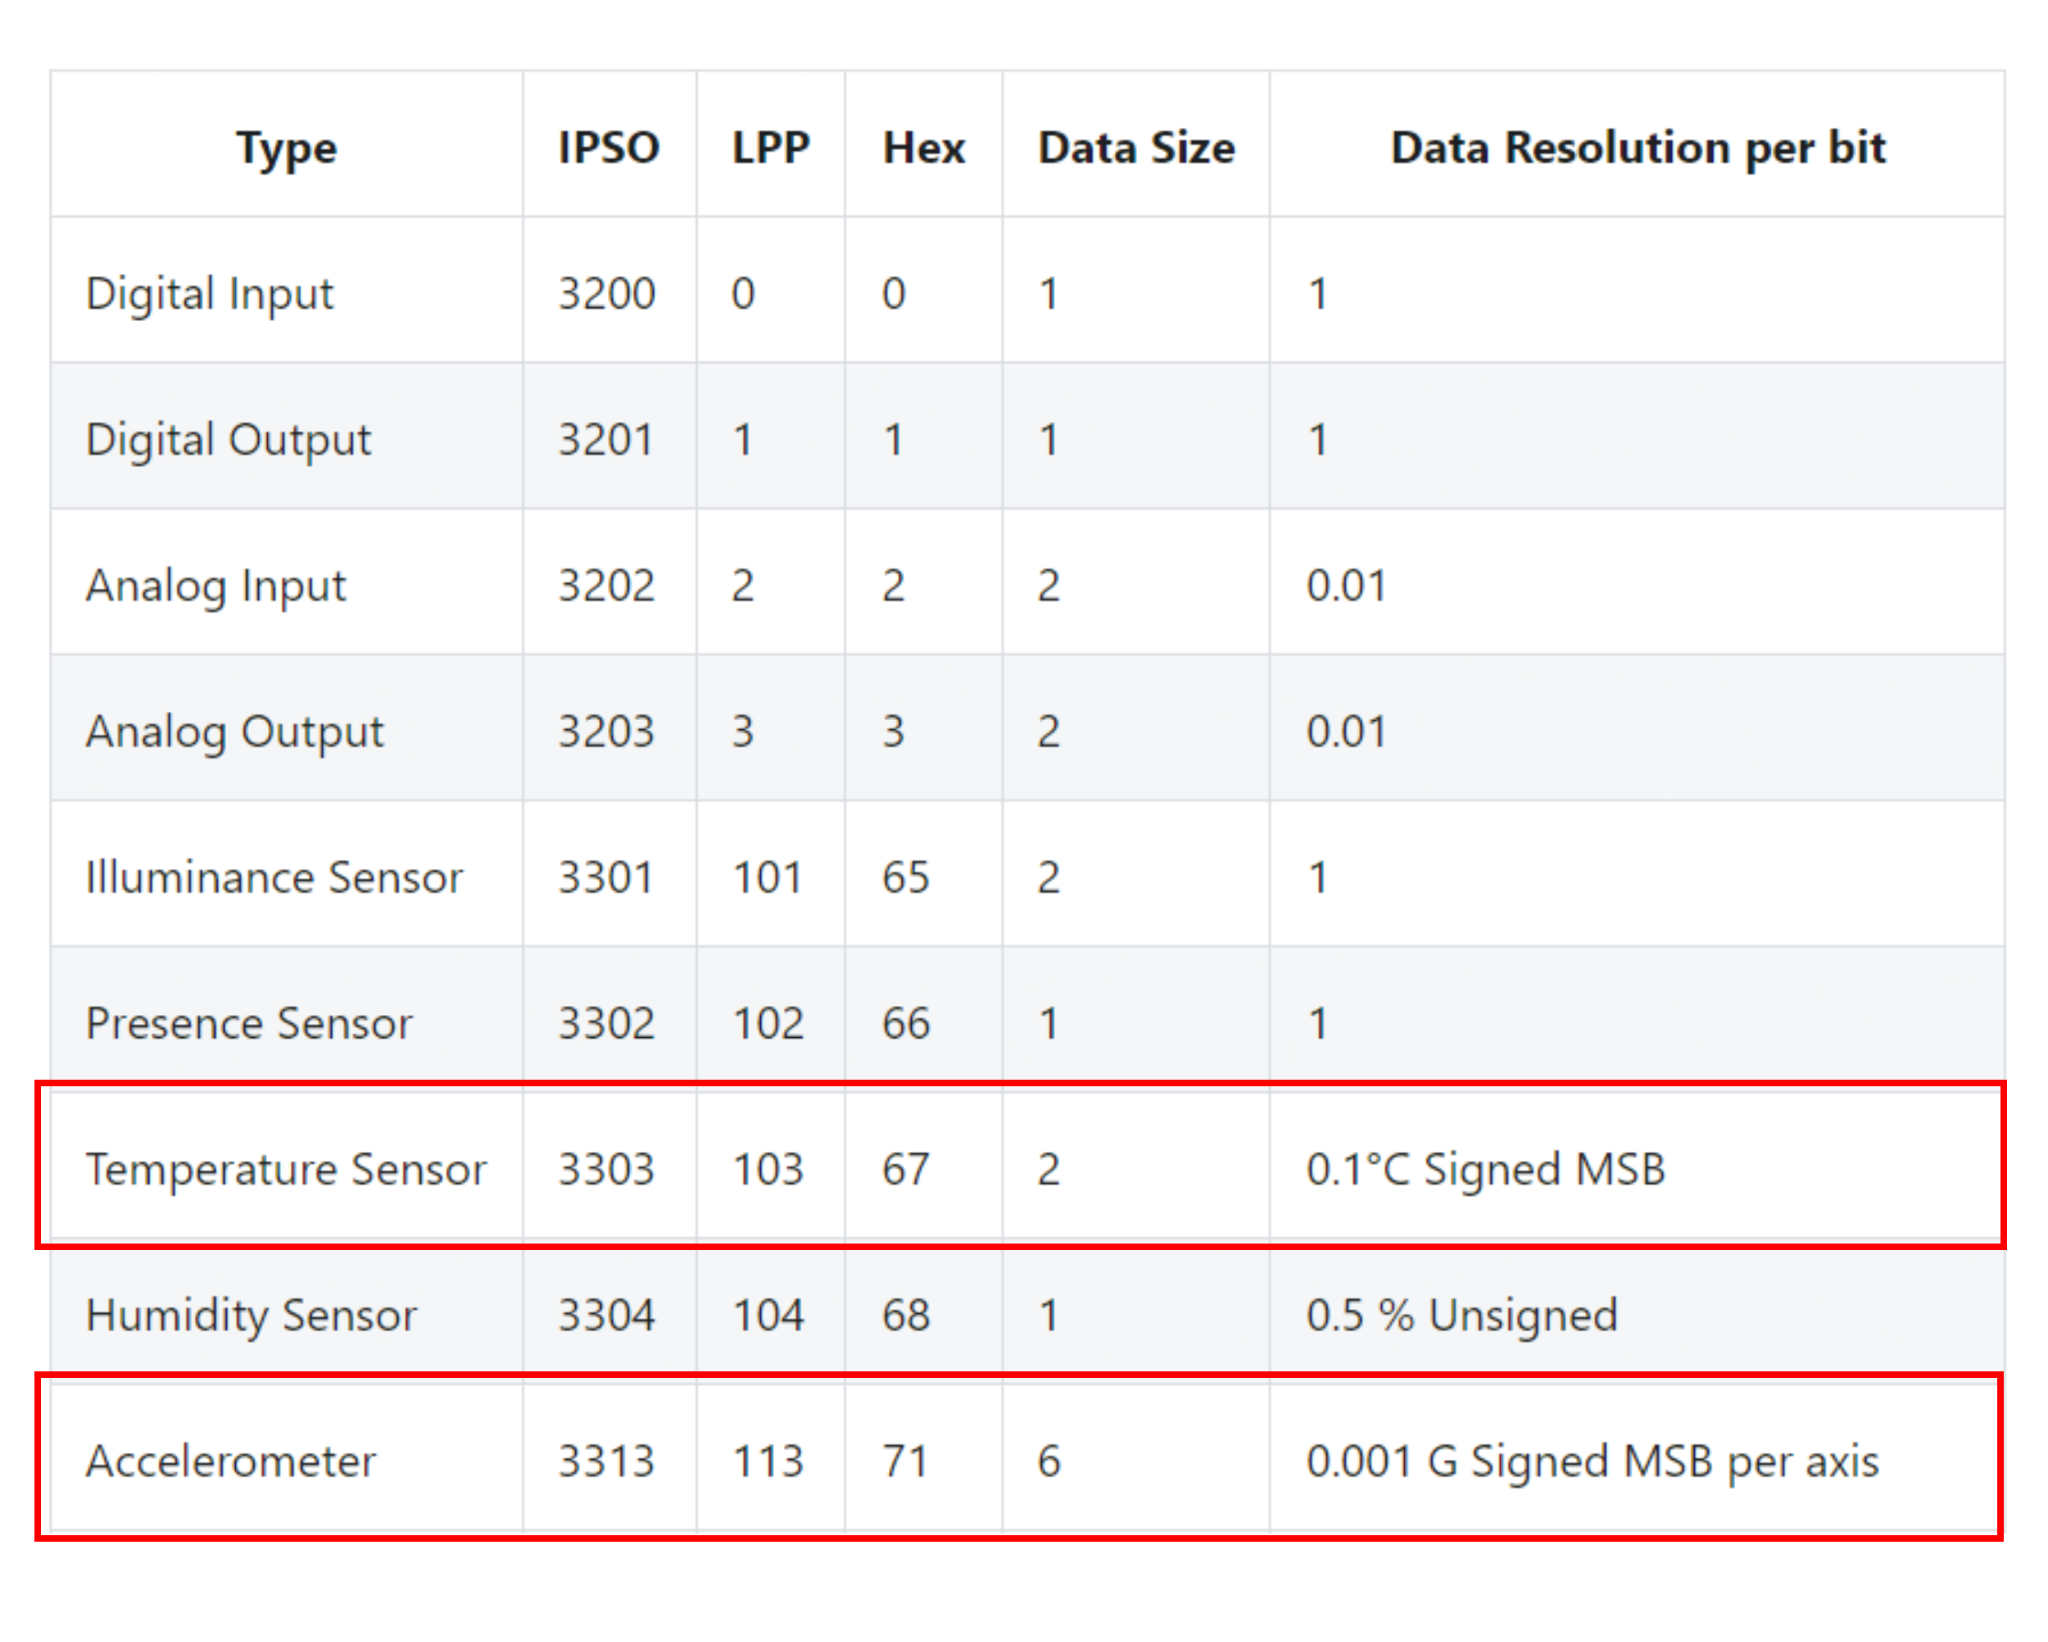 Type IPSO LPP Hex Data Size Data Resolution per bit
Digital Input 3200 0 0 1 1
Digital Output 3201 1 1 1 1
Analog Input 3202 2 2 2 0.01
Analog Output 3203 3 3 2 0.01
Illuminance Sensor 3301 101 65 2 1
Presence Sensor 3302 102 66 1 1
Temperature Sensor 3303 103 67 2 0.1°C Signed MSB
Humidity Sensor 3304 104 68 1 0.5 % Unsigned
Accelerometer 3313 113 71 6 0.001 G Signed MSB per axis